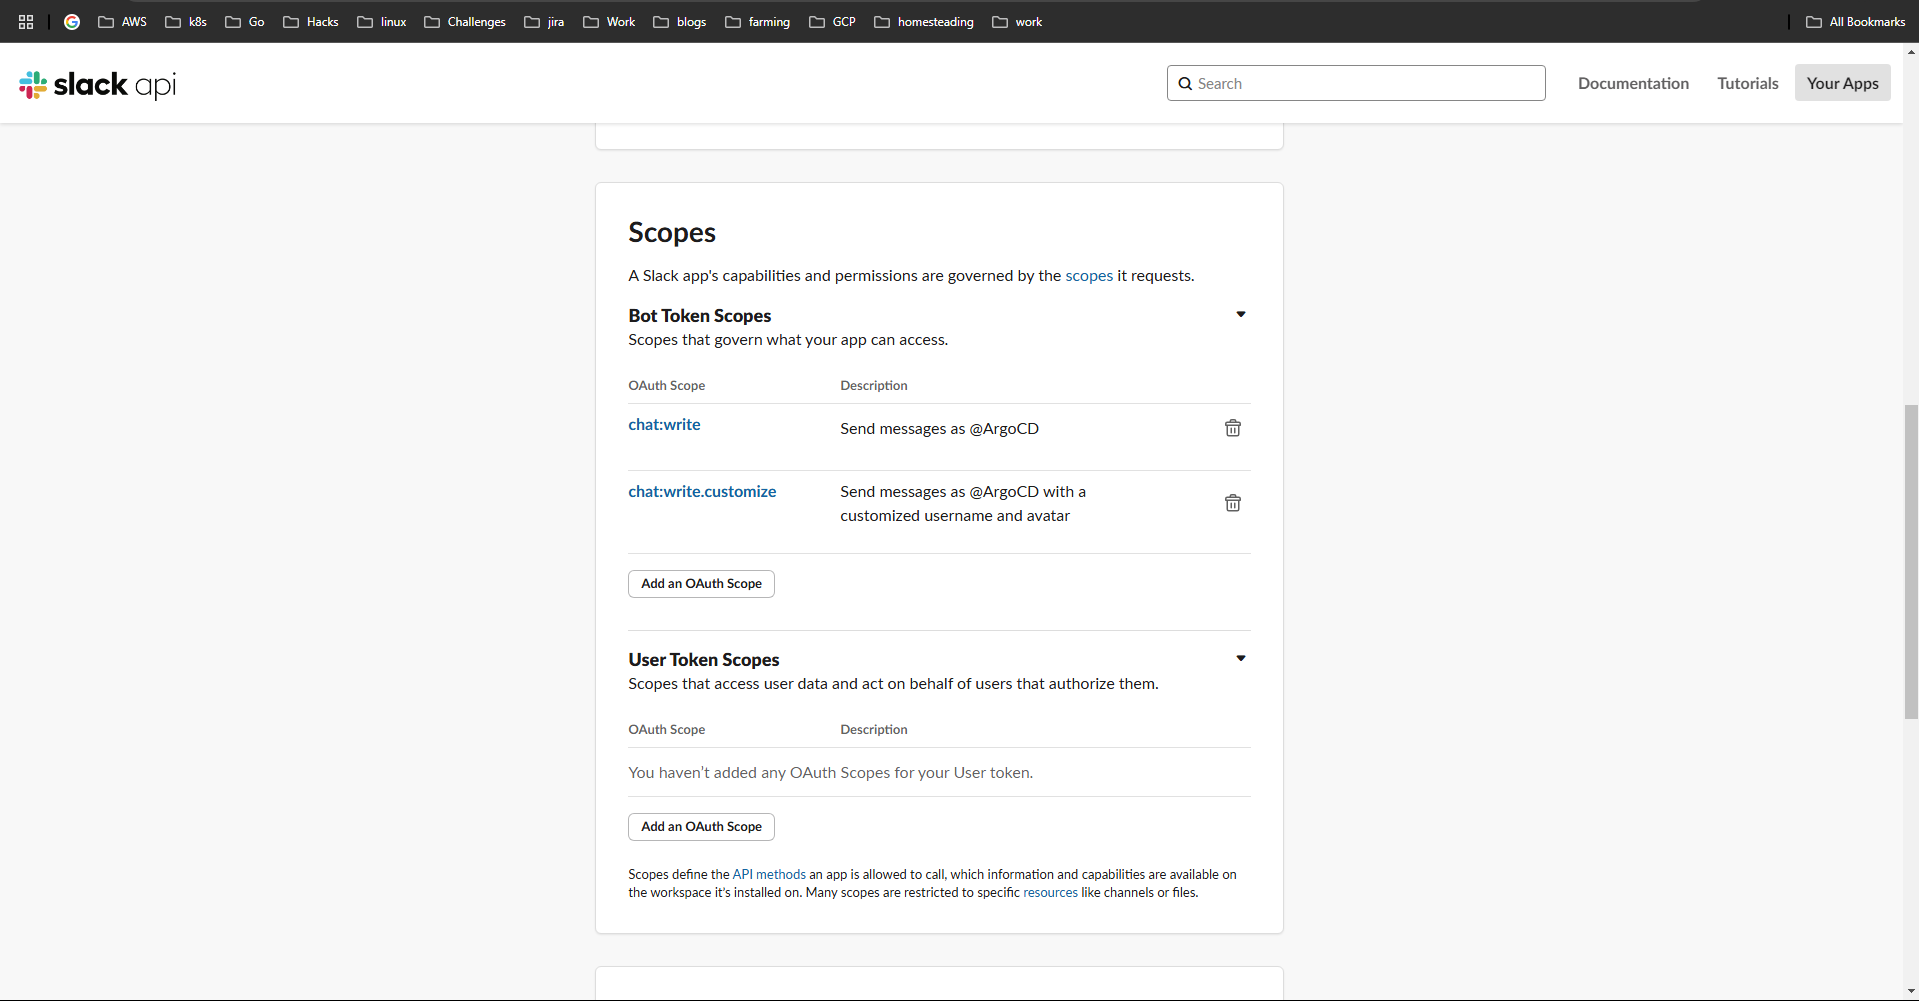 AWS k8s Go Hacks linux Challenges jira Work blogs farming GCP homesteading work All Bookmarks
slack api Search Documentation Tutorials Your Apps
Scopes
A Slack app's capabilities and permissions are governed by the scopes it requests.
Bot Token Scopes
Scopes that govern what your app can access.
OAuth Scope Description
chat:write Send messages as @ArgoCD
chat:write.customize Send messages as @ArgoCD with a
customized username and avatar
Add an OAuth Scope
User Token Scopes
Scopes that access user data and act on behalf of users that authorize them.
OAuth Scope Description
You haven’t added any OAuth Scopes for your User token.
Add an OAuth Scope
Scopes define the API methods an app is allowed to call, which information and capabilities are available on
the workspace it's installed on. Many scopes are restricted to specific resources like channels or files.